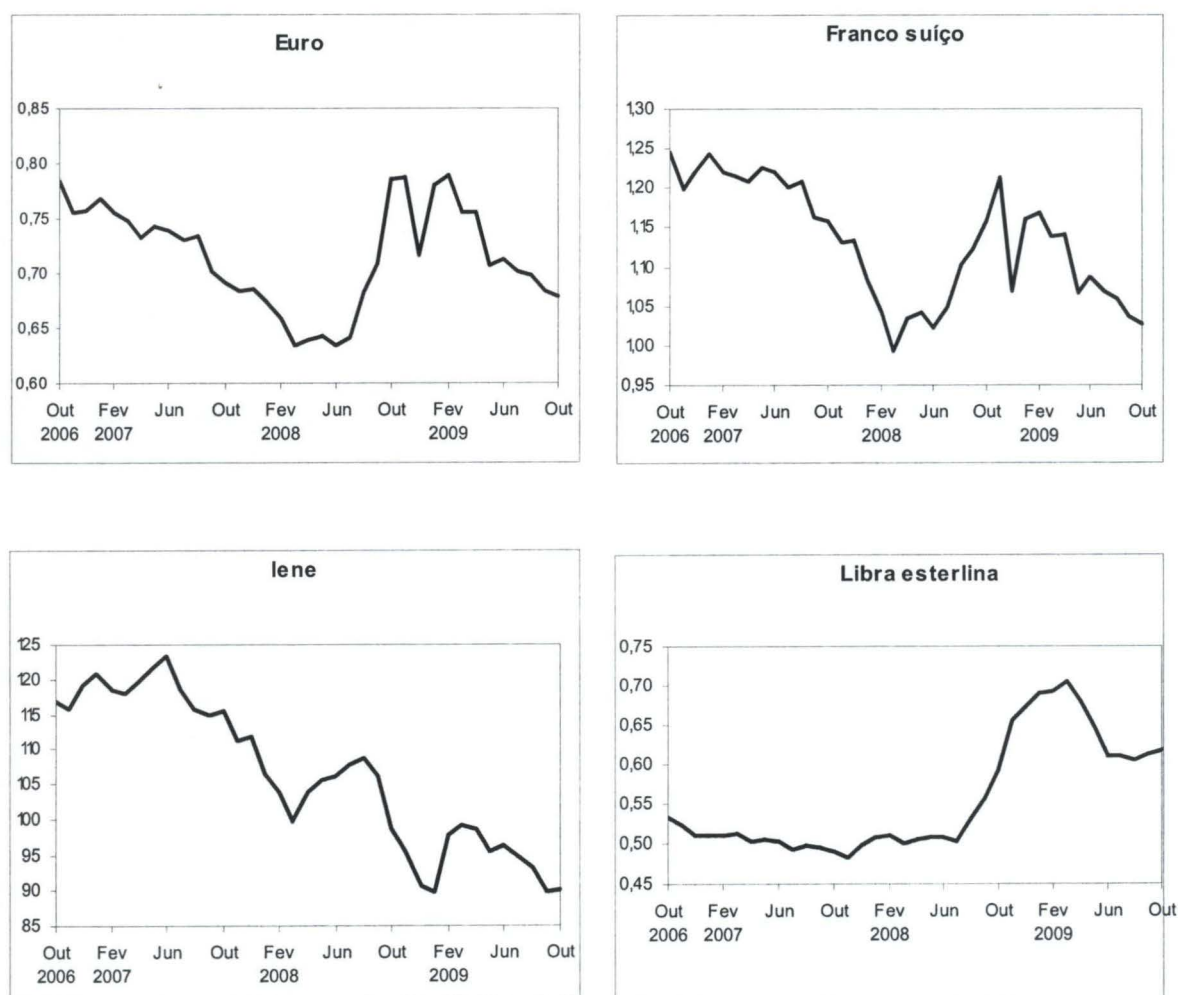 Euro
0,85
0,80
0,75
0,70
0,65
0,60
Out Fev Jun Out Fev Jun Out Fev Jun Out
2006 2007 2008 2009
Franco suíço
1,30
1,25
1,20
1,15
1,10
1,05
1,00
0,95
Out Fev Jun Out Fev Jun Out Fev Jun Out
2006 2007 2008 2009
Iene
125
120
115
110
105
100
95
90
85
Out Fev Jun Out Fev Jun Out Fev Jun Out
2006 2007 2008 2009
Libra esterlina
0,75
0,70
0,65
0,60
0,55
0,50
0,45
Out Fev Jun Out Fev Jun Out Fev Jun Out
2006 2007 2008 2009